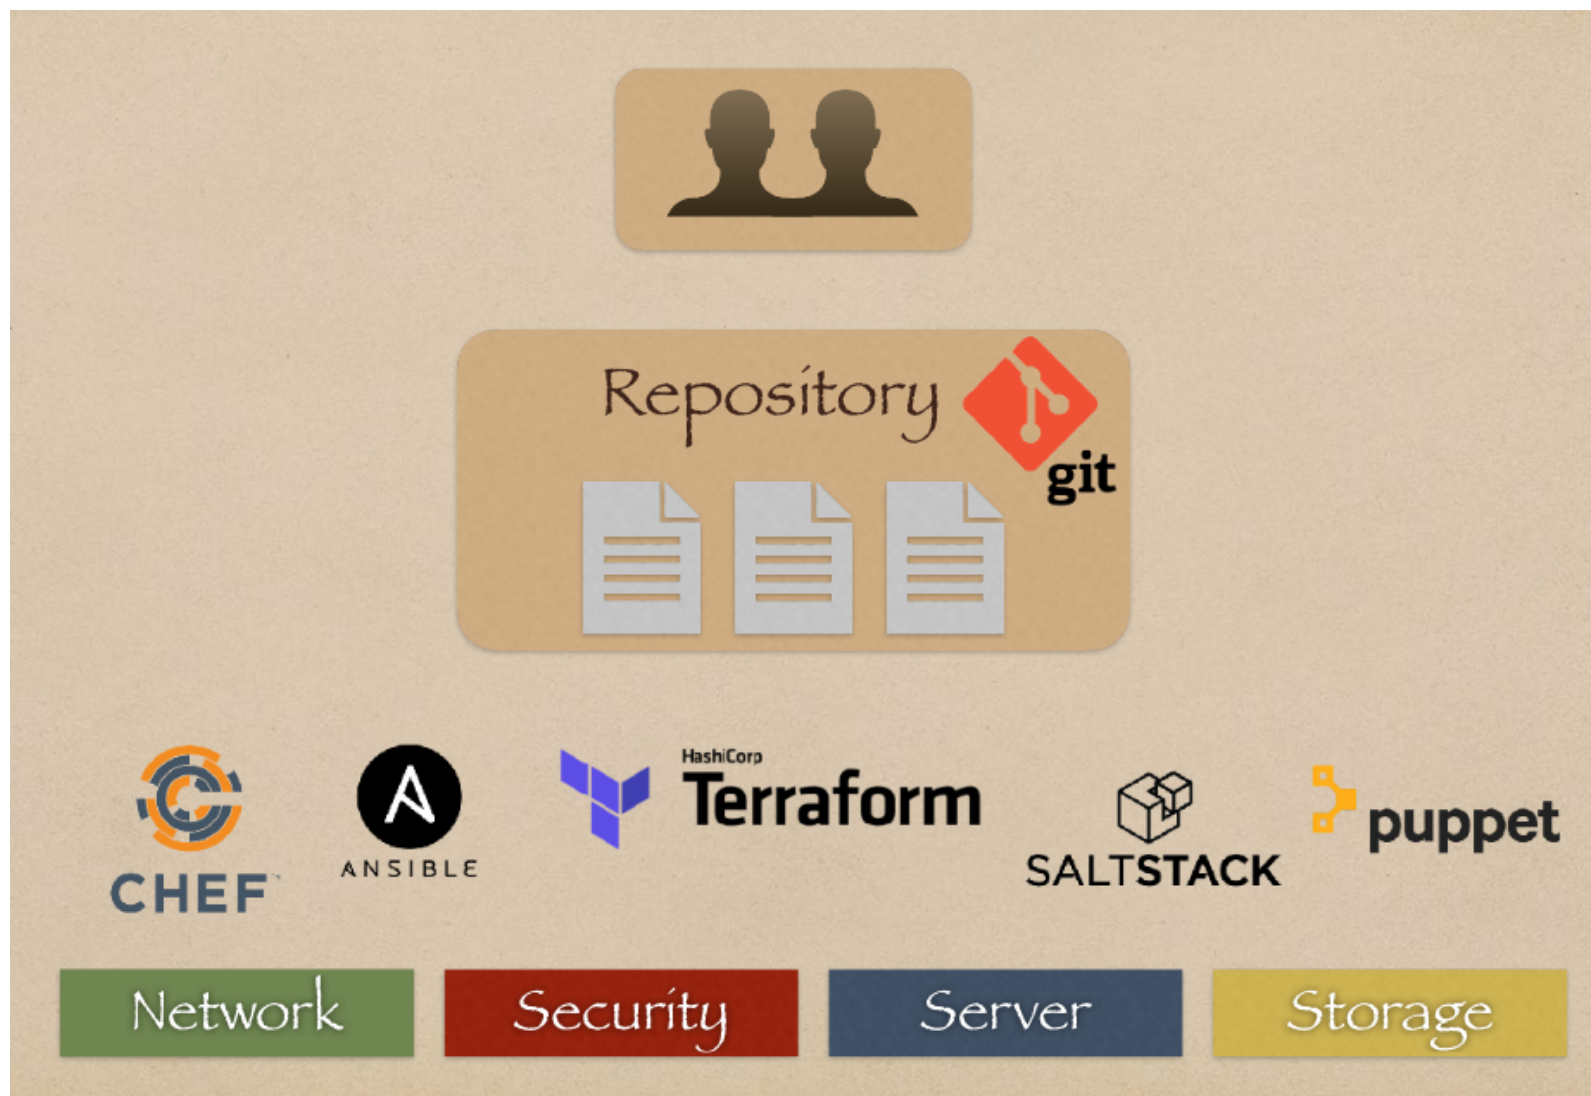 Repository
git
HashiCorp
Terraform
CHEF
ANSIBLE
SALTSTACK
puppet
Network
Security
Server
Storage